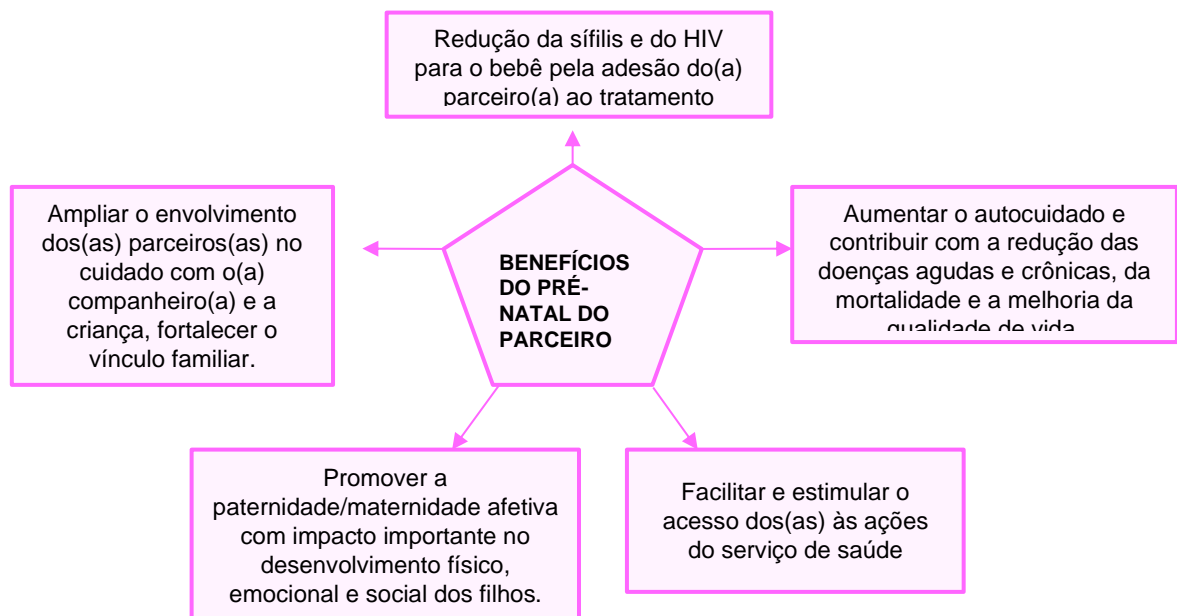 Redução da sífilis e do HIV
para o bebê pela adesão do(a)
parceiro(a) ao tratamento
Ampliar o envolvimento
dos(as) parceiros(as) no
cuidado com o(a)
companheiro(a) e a
criança, fortalecer o
vínculo familiar.
BENEFÍCIOS
DO PRÉ-
NATAL DO
PARCEIRO
Aumentar o autocuidado e
contribuir com a redução das
doenças agudas e crônicas, da
mortalidade e a melhoria da
qualidade de vida
Promover a
paternidade/maternidade afetiva
com impacto importante no
desenvolvimento físico,
emocional e social dos filhos.
Facilitar e estimular o
acesso dos(as) às ações
do serviço de saúde